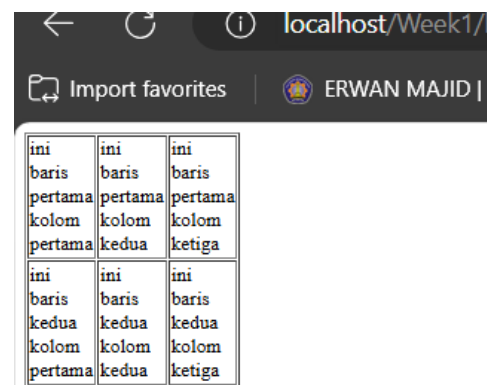 localhost/Week1/
Import favorites
ERWAN MAJID |
ini baris pertama kolom pertama
ini baris pertama kolom kedua
ini baris pertama kolom ketiga
ini baris kedua kolom pertama
ini baris kedua kolom kedua
ini baris kedua kolom ketiga